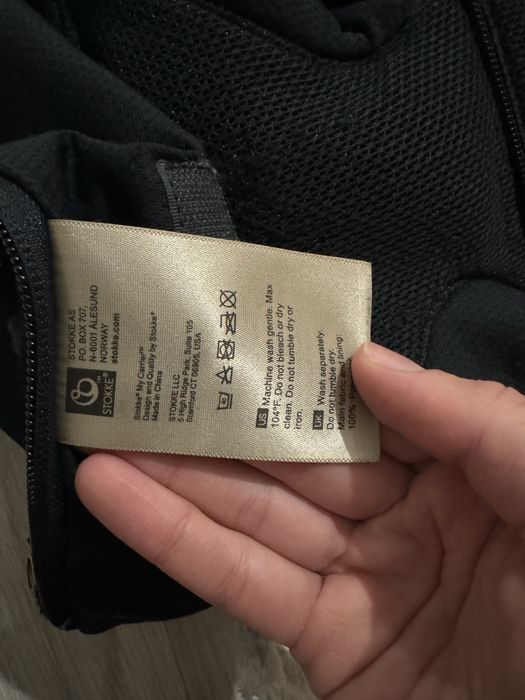 STOKKE®
STOKKE AS
PO. BOX 707,
N-6001 ÅLESUND
NORWAY
stokke.com
Stokke® My Carrier™
Design and quality by Stokke®
Made in China
STOKKE LLC
5 High Ridge Park, Suite 105
Stamford CT 06905, USA
US Machine wash gentle. Max
104°F. Do not bleach or dry
clean. Do not tumble dry or
iron.
UK Wash separately.
Do not tumble dry.
Main fabric and lining:
100%